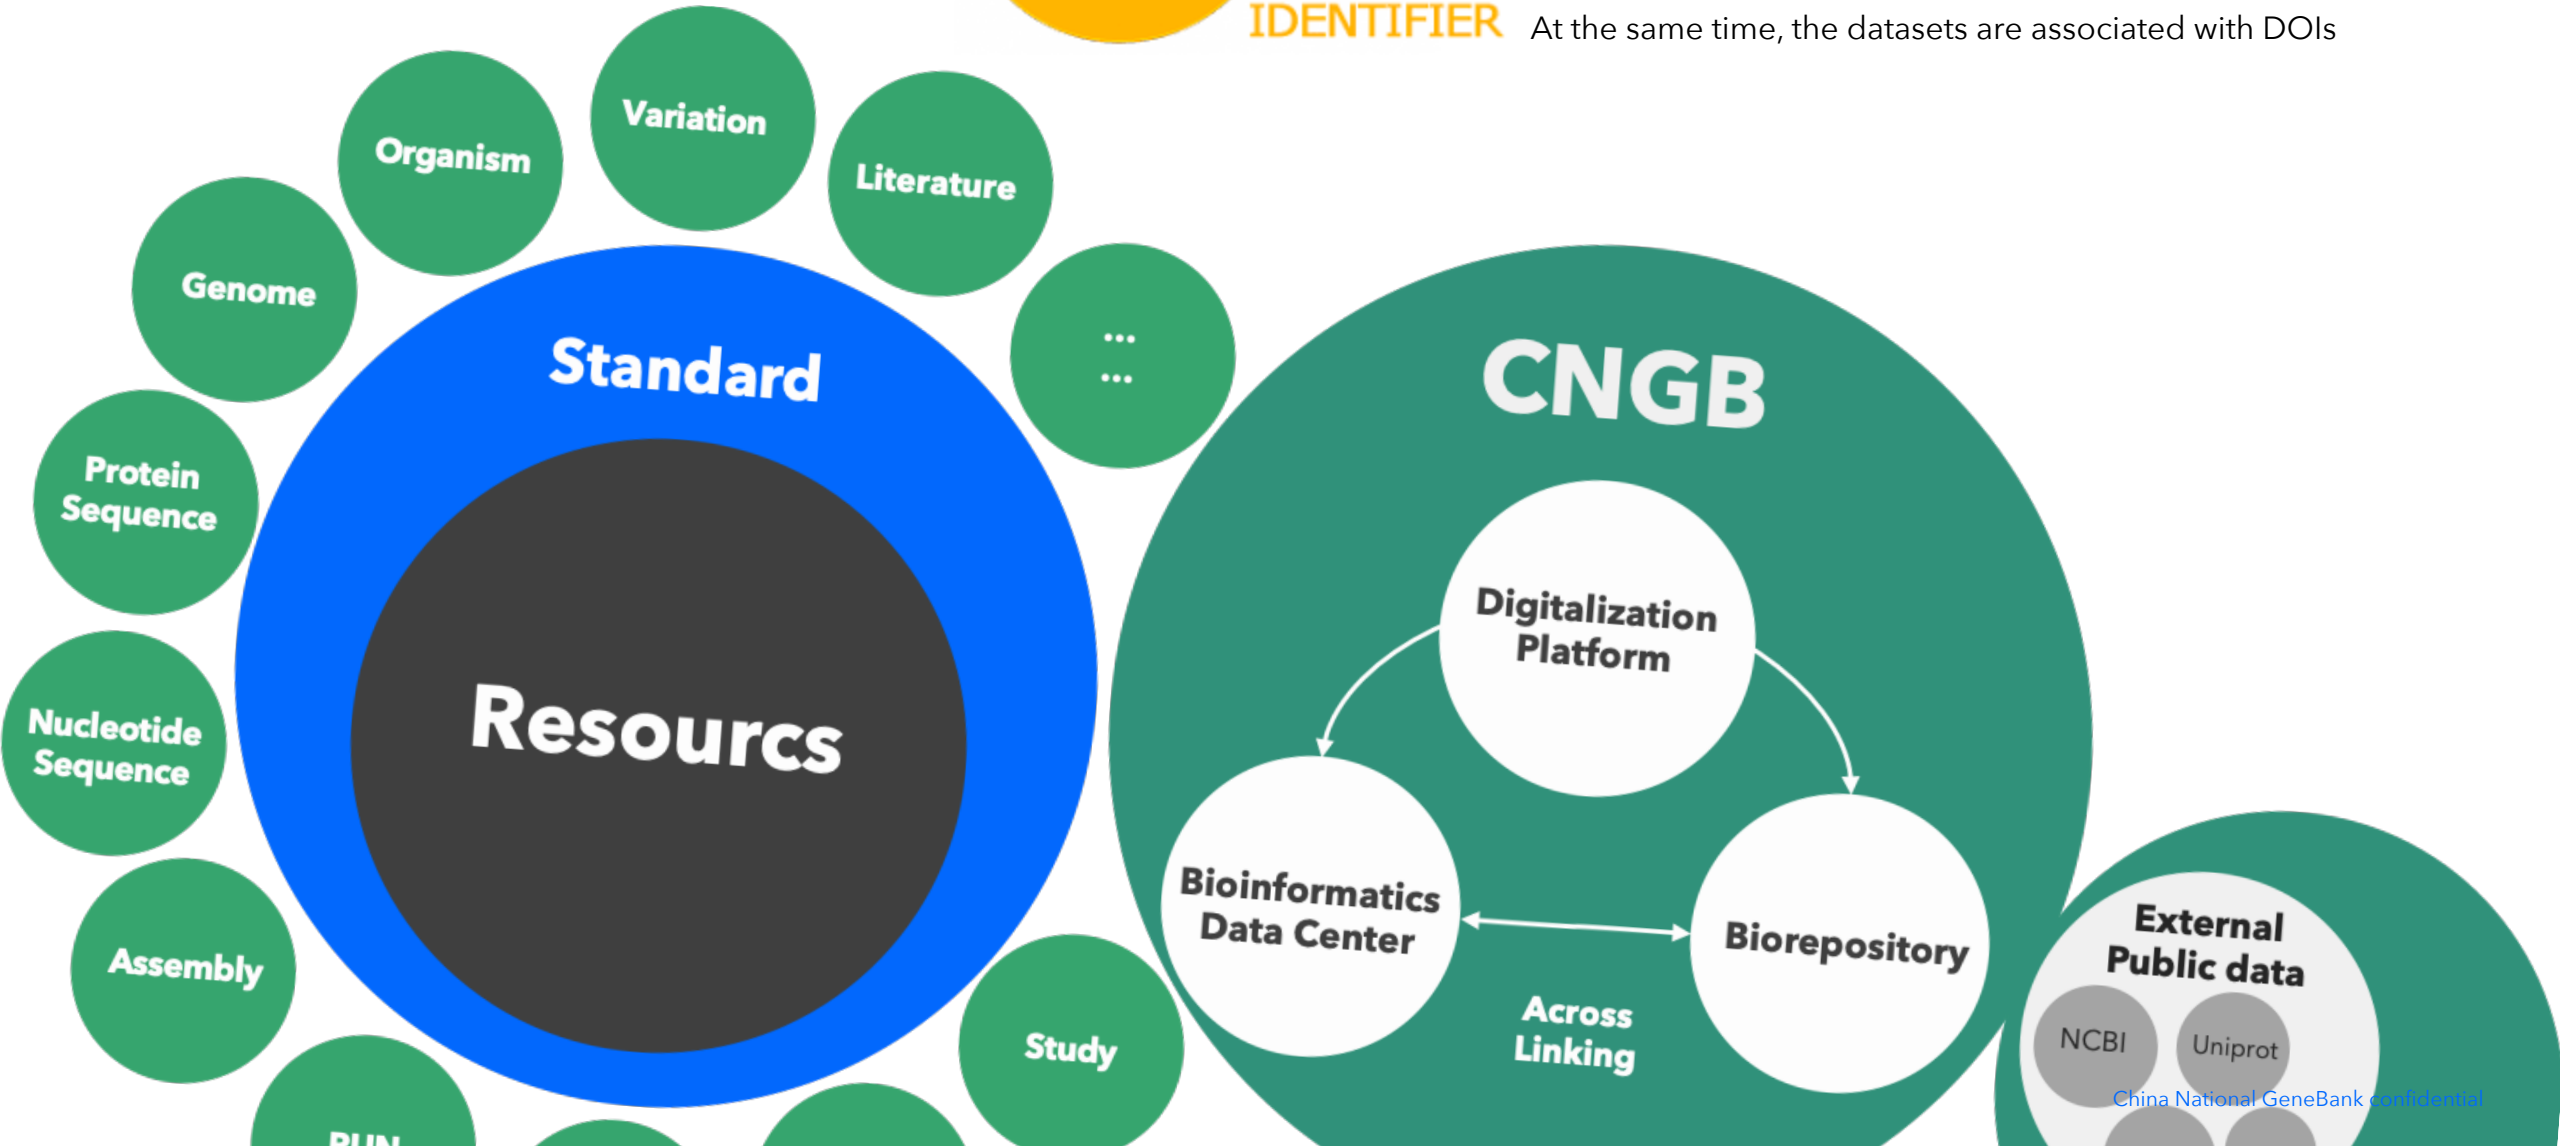 IDENTIFIER
At the same time, the datasets are associated with DOIs
Variation
Organism
Literature
Genome
...
...
Standard
CNGB
Protein
Sequence
Digitalization
Platform
Resourcs
Nucleotide
Sequence
Bioinformatics
Data Center
Biorepository
External
Public data
Assembly
Across
Linking
Study
NCBI
Uniprot
China National GeneBank confidential
RUN